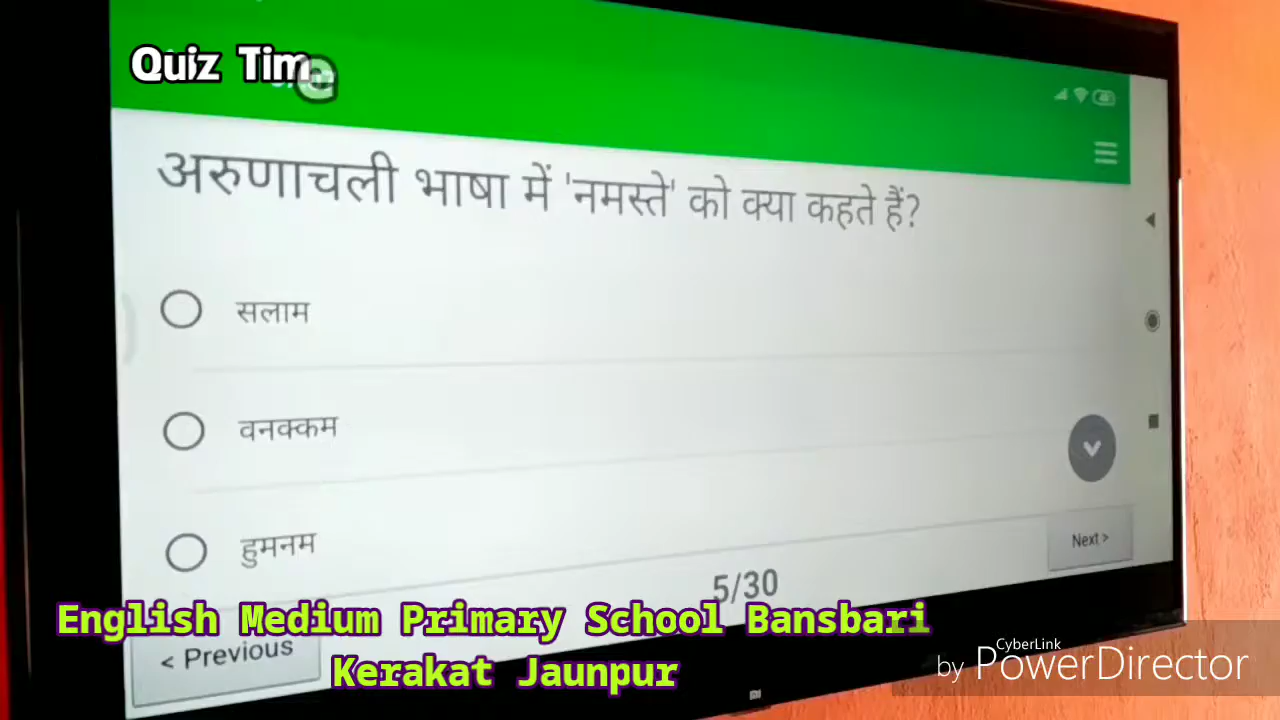 Quiz Tim
अरुणाचली भाषा में 'नमस्ते' को क्या कहते हैं?
सलाम
वनक्कम
हुमनम
Next >
5/30
English Medium Primary School Bansbari
< Previous
Kerakat Jaunpur
CyberLink
by PowerDirector
mi